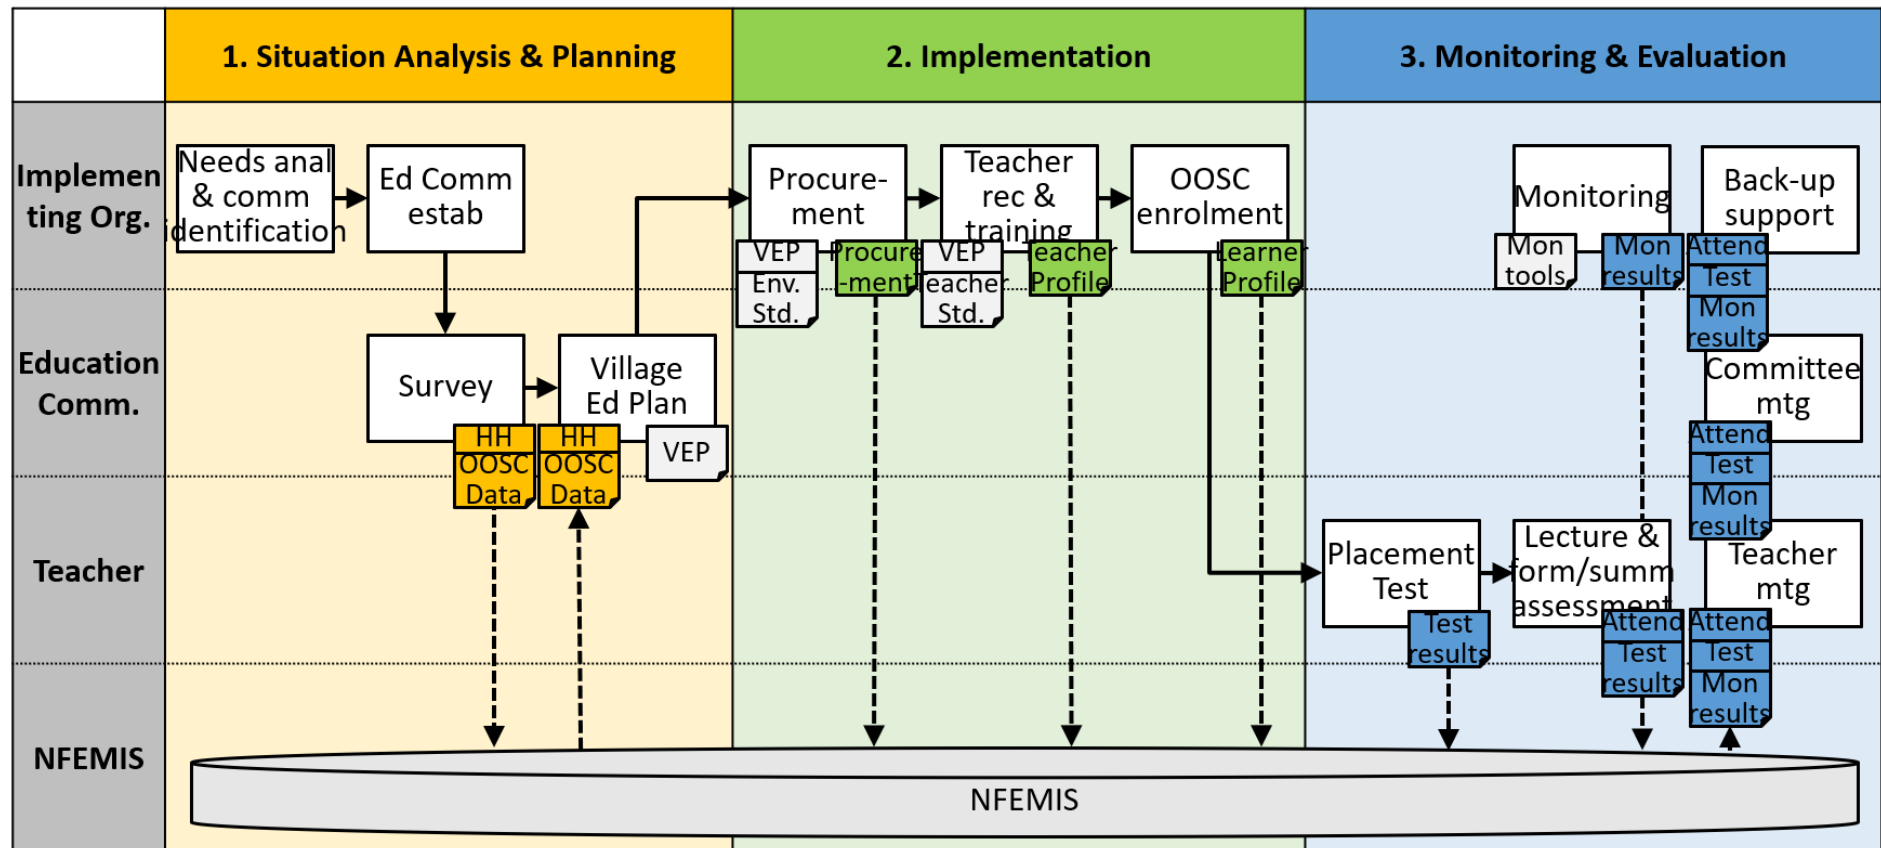 1. Situation Analysis & Planning
2. Implementation
3. Monitoring & Evaluation
Implemen
ting Org.
Needs anal
& comm
identification
Ed Comm
estab
Procure-
ment
VEP
Env.
Std.
Procure
-ment
Teacher
rec &
training
VEP
Teacher
Std.
Teacher
Profile
OOSC
enrolment
Learner
Profile
Monitoring
Mon
tools
Mon
results
Back-up
support
Attend
Test
Mon
results
Education
Comm.
Survey
HH
OOSC
Data
Village
Ed Plan
HH
OOSC
Data
VEP
Committee
mtg
Attend
Test
Mon
results
Teacher
Placement
Test
Test
results
Lecture &
form/summ
assessment
Attend
Test
results
Teacher
mtg
Attend
Test
Mon
results
NFEMIS
NFEMIS